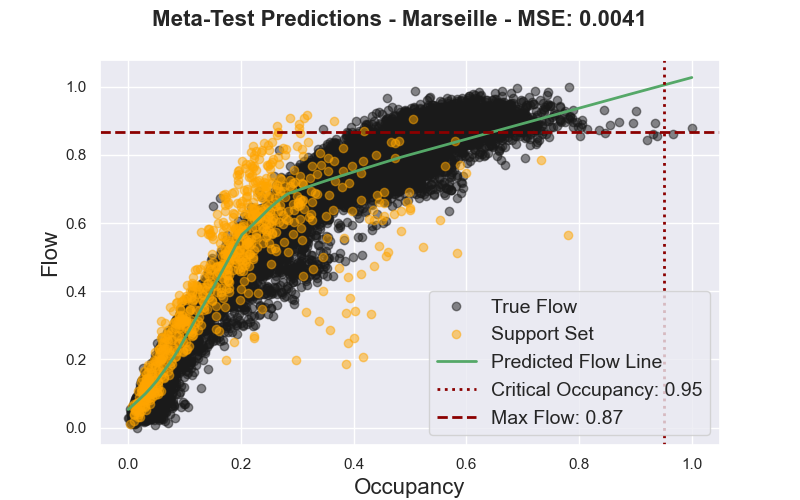 Meta-Test Predictions - Marseille - MSE: 0.0041
Flow
1.0
0.8
0.6
0.4
0.2
0.0
True Flow
Support Set
Predicted Flow Line
Critical Occupancy: 0.95
Max Flow: 0.87
0.0 0.2 0.4 0.6 0.8 1.0
Occupancy